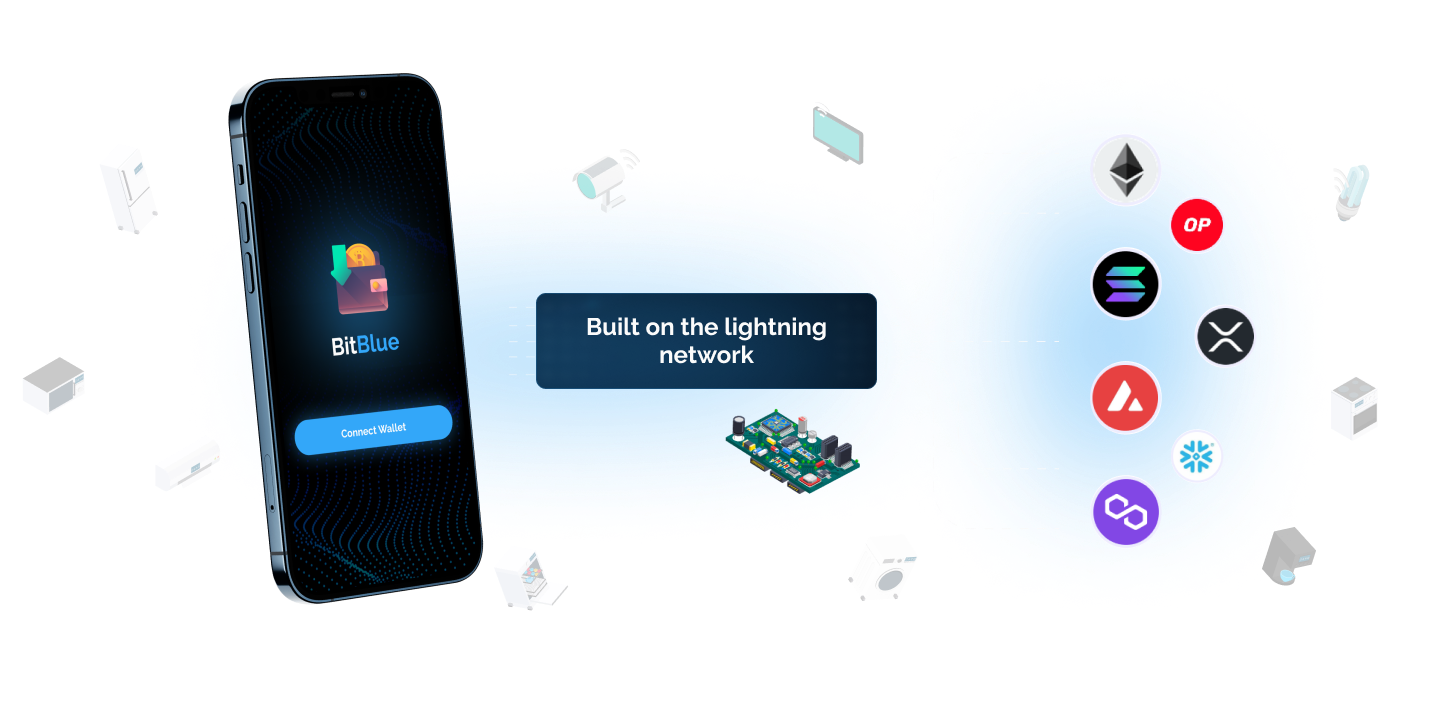 BitBlue
Connect Wallet
Built on the lightning
network
OP